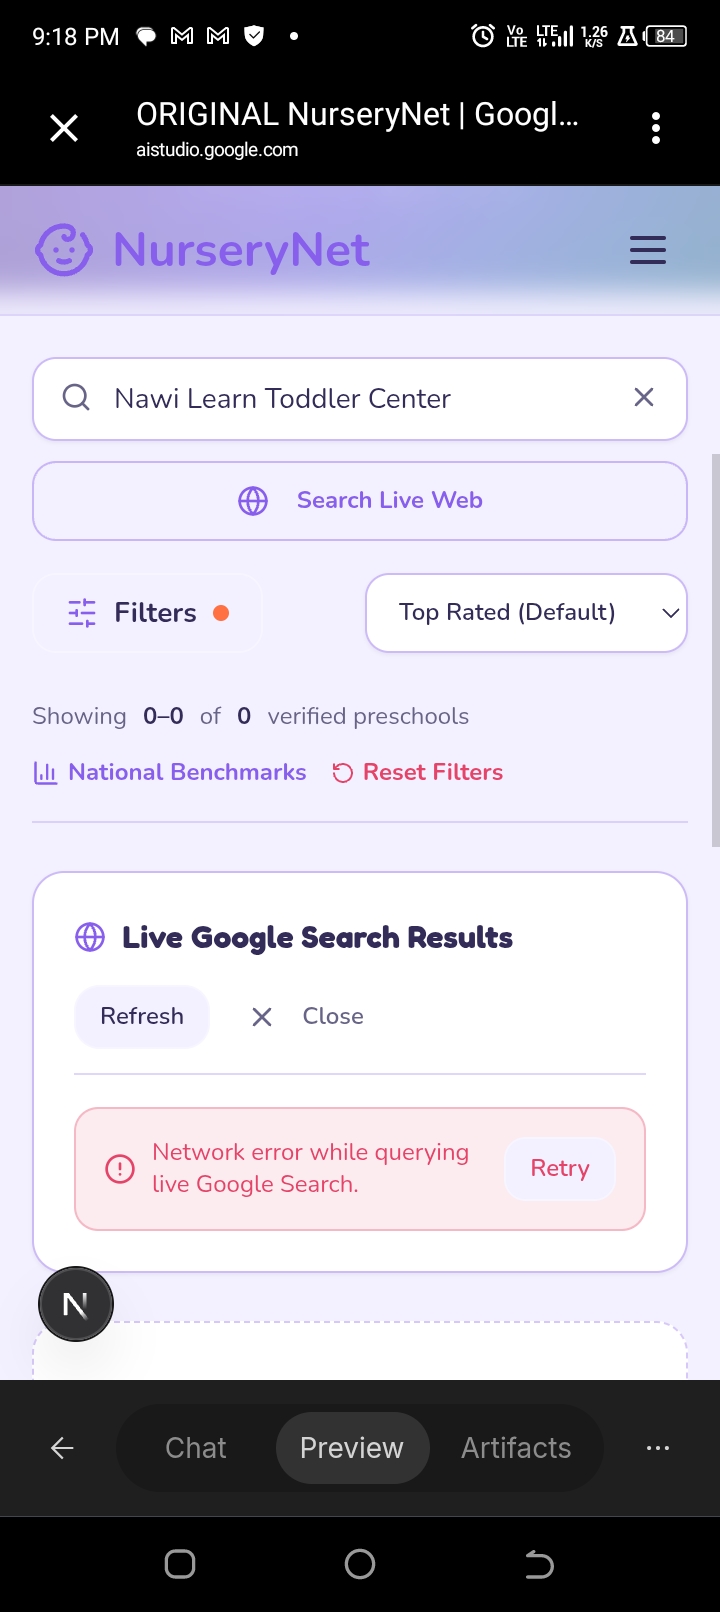 9:18 PM
Vo LTE LTE 1.26 K/S 84
ORIGINAL NurseryNet | Googl...
aistudio.google.com
NurseryNet
Nawi Learn Toddler Center
Search Live Web
Filters
Top Rated (Default)
Showing 0–0 of 0 verified preschools
National Benchmarks Reset Filters
Live Google Search Results
Refresh Close
Network error while querying
live Google Search.
Retry
N
Chat Preview Artifacts